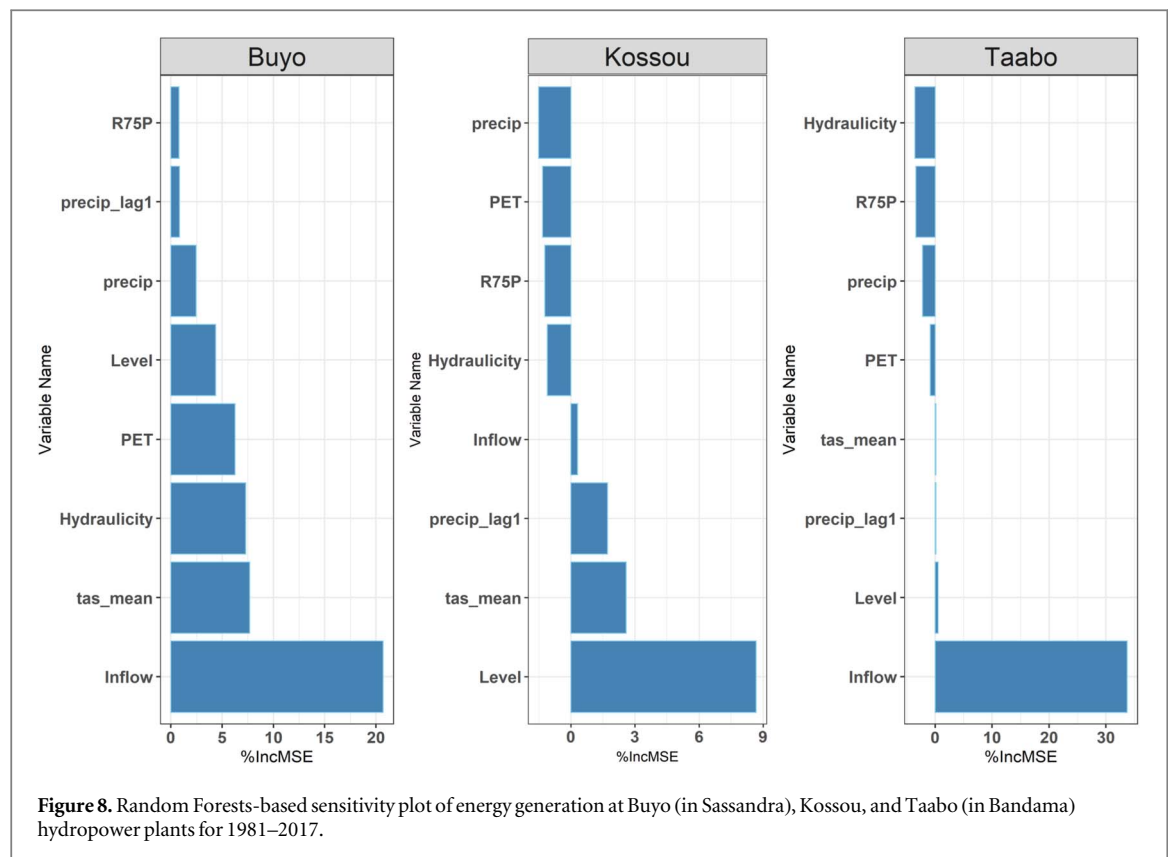 Buyo
Kossou
Taabo
Variable Name
R75P
precip_lag1
precip
Level
PET
Hydraulicity
tas_mean
Inflow
0 5 10 15 20
%IncMSE
Variable Name
precip
PET
R75P
Hydraulicity
Inflow
precip_lag1
tas_mean
Level
0 3 6 9
%IncMSE
Variable Name
Hydraulicity
R75P
precip
PET
tas_mean
precip_lag1
Level
Inflow
0 10 20 30
%IncMSE
Figure 8. Random Forests-based sensitivity plot of energy generation at Buyo (in Sassandra), Kossou, and Taabo (in Bandama)
hydropower plants for 1981–2017.